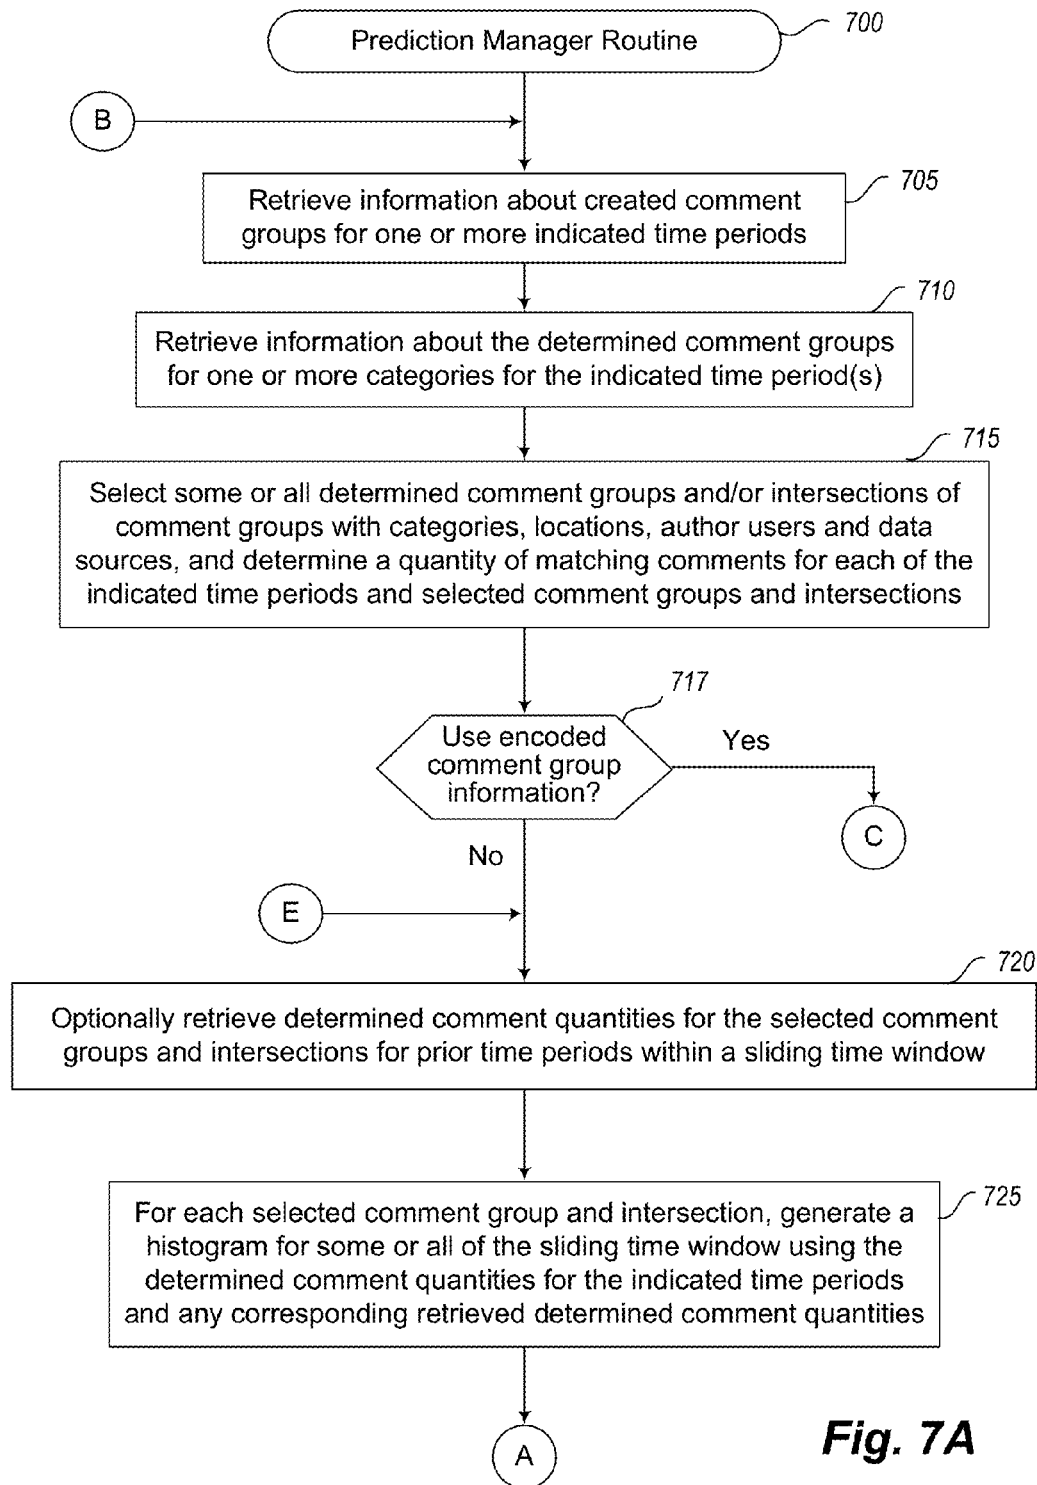 Prediction Manager Routine
700
B
705
Retrieve information about created comment
groups for one or more indicated time periods
710
Retrieve information about the determined comment groups
for one or more categories for the indicated time period(s)
715
Select some or all determined comment groups and/or intersections of
comment groups with categories, locations, author users and data
sources, and determine a quantity of matching comments for each of the
indicated time periods and selected comment groups and intersections
717
Use encoded
comment group
information?
Yes
C
No
E
720
Optionally retrieve determined comment quantities for the selected comment
groups and intersections for prior time periods within a sliding time window
725
For each selected comment group and intersection, generate a
histogram for some or all of the sliding time window using the
determined comment quantities for the indicated time periods
and any corresponding retrieved determined comment quantities
A
Fig. 7A